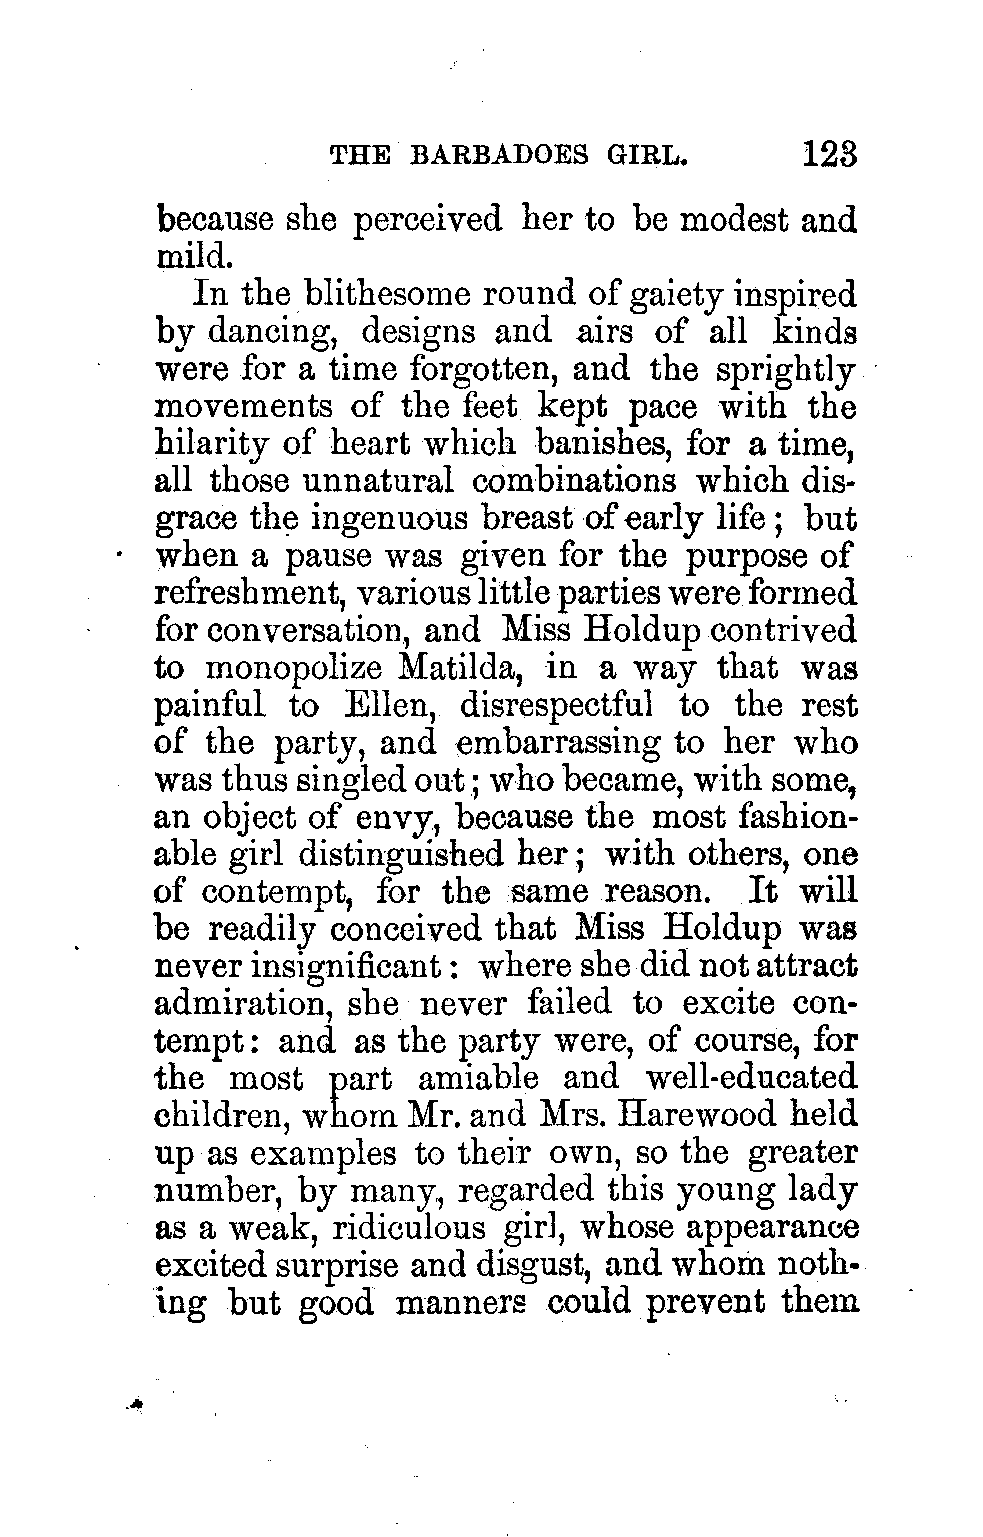 THE BARBADOES GIRL. 123
because she perceived her to be modest and
mild.
In the blithesome round of gaiety inspired
by dancing, designs and airs of all kinds
were for a time forgotten, and the sprightly
movements of the feet kept pace with the
hilarity of heart which banishes, for a time,
all those unnatural combinations which dis-
grace the ingenuous breast of early life ; but
when a pause was given for the purpose of
refreshment, various little parties were formed
for conversation, and Miss Holdup contrived
to monopolize Matilda, in a way that was
painful to Ellen, disrespectful to the rest
of the party, and embarrassing to her who
was thus singled out ; who became, with some,
an object of envy, because the most fashion-
able girl distinguished her ; with others, one
of contempt, for the same reason. It will
be readily conceived that Miss Holdup was
never insignificant : where she did not attract
admiration, she never failed to excite con-
tempt : and as the party were, of course, for
the most part amiable and well-educated
children, whom Mr. and Mrs. Harewood held
up as examples to their own, so the greater
number, by many, regarded this young lady
as a weak, ridiculous girl, whose appearance
excited surprise and disgust, and whom noth-
ing but good manners could prevent them